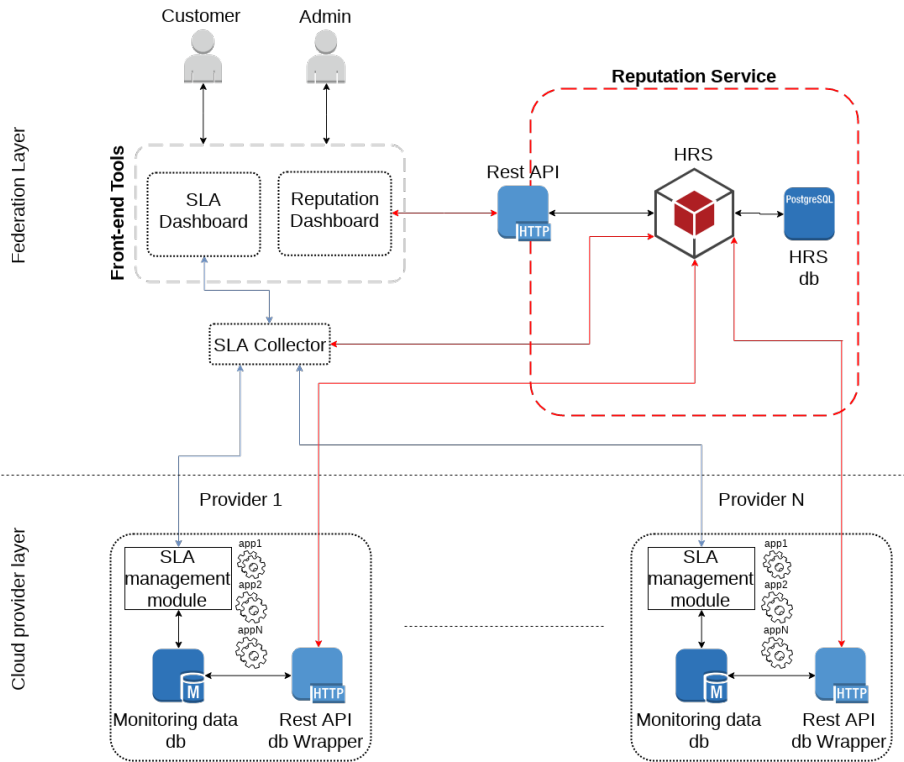 Customer
Admin
Federation Layer
Front-end Tools
SLA
Dashboard
Reputation
Dashboard
Reputation Service
Rest API
HTTP
HRS
PostgreSQL
HRS
db
SLA Collector
Cloud provider layer
Provider 1
SLA
management
module
app1
app2
appN
M
Monitoring data
db
HTTP
Rest API
db Wrapper
Provider N
SLA
management
module
app1
app2
appN
M
Monitoring data
db
HTTP
Rest API
db Wrapper